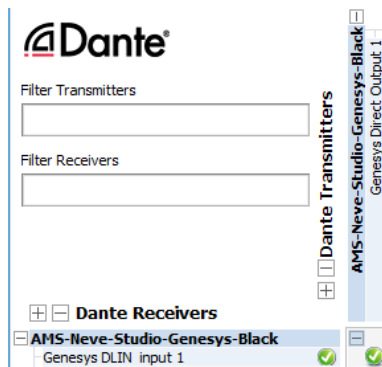 Dante®
Filter Transmitters
Filter Receivers
Dante Receivers
Dante Transmitters
AMS-Neve-Studio-Genesys-Black
Genesys Direct Output 1
AMS-Neve-Studio-Genesys-Black
Genesys DLIN input 1